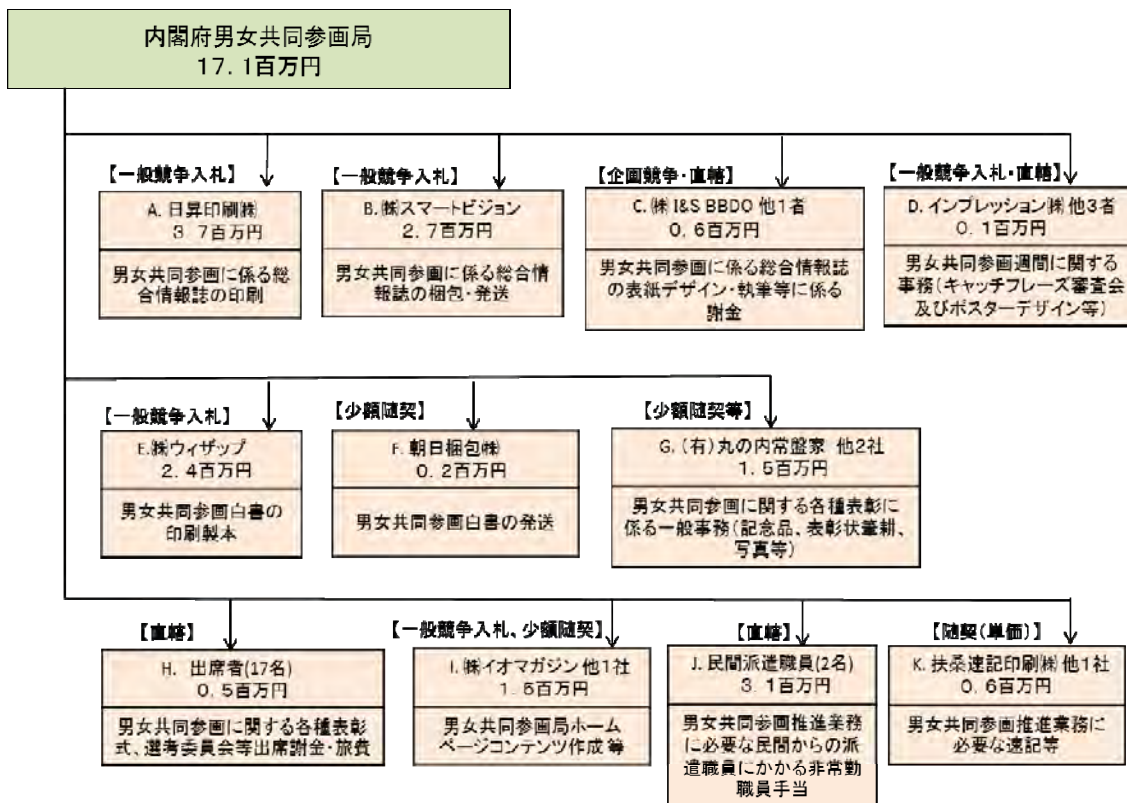 内閣府男女共同参画局
17.1百万円
【一般競争入札】
A. 日昇印刷㈱
3.7百万円
男女共同参画に係る総
合情報誌の印刷
【一般競争入札】
B. ㈱スマートビジョン
2.7百万円
男女共同参画に係る総合情
報誌の梱包・発送
【企画競争・直轄】
C. ㈱ I&S BBDO 他1者
0.6百万円
男女共同参画に係る総合情報誌
の表紙デザイン・執筆等に係る
謝金
【一般競争入札・直轄】
D. インプレッション㈱ 他3者
0.1百万円
男女共同参画週間に関する
事務(キャッチフレーズ審査会
及びポスターデザイン等)
【一般競争入札】
E.㈱ウィザップ
2.4百万円
男女共同参画白書の
印刷製本
【少額随契】
F. 朝日梱包㈱
0.2百万円
男女共同参画白書の発送
【少額随契等】
G. (有)丸の内常盤家 他2社
1.5百万円
男女共同参画に関する各種表彰に
係る一般事務(記念品、表彰状筆耕、
写真等)
【直轄】
H. 出席者(17名)
0.5百万円
男女共同参画に関する各種表彰
式、選考委員会等出席謝金・旅費
【一般競争入札、少額随契】
I. ㈱イオマガジン 他1社
1.6百万円
男女共同参画局ホーム
ページコンテンツ作成 等
【直轄】
J. 民間派遣職員(2名)
3.1百万円
男女共同参画推進業務
に必要な民間からの派
遣職員にかかる非常勤
職員手当
【随契(単価)】
K. 扶桑速記印刷㈱ 他1社
0.6百万円
男女共同参画推進業務に
必要な速記等